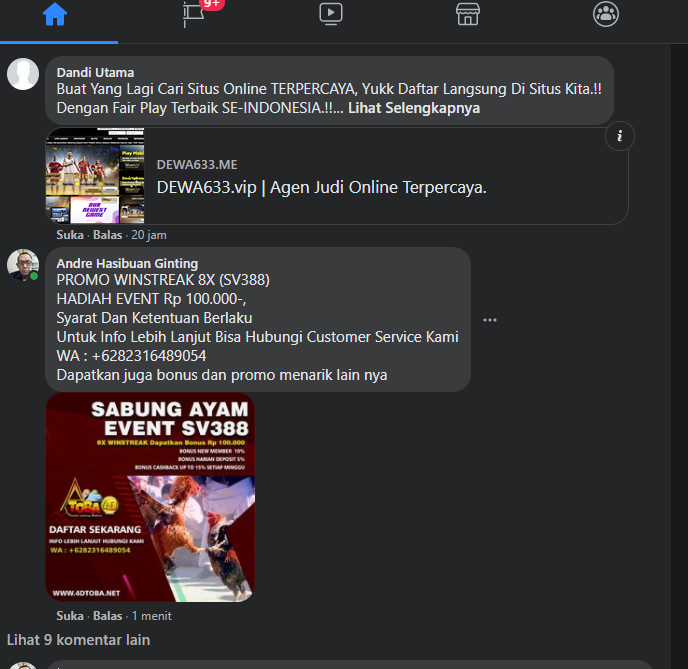 9+
Dandi Utama
Buat Yang Lagi Cari Situs Online TERPERCAYA, Yukk Daftar Langsung Di Situs Kita.!!
Dengan Fair Play Terbaik SE-INDONESIA.!!... Lihat Selengkapnya
OUR
NEWEST
GAME
DEWA633.ME
DEWA633.vip | Agen Judi Online Terpercaya.
Suka · Balas · 20 jam
Andre Hasibuan Ginting
PROMO WINSTREAK 8X (SV388)
HADIAH EVENT Rp 100.000-,
Syarat Dan Ketentuan Berlaku
Untuk Info Lebih Lanjut Bisa Hubungi Customer Service Kami
WA : +6282316489054
Dapatkan juga bonus dan promo menarik lain nya
SABUNG AYAM
EVENT SV388
8X WINSTREAK Dapatkan Bonus Rp 100.000
BONUS NEW MEMBER 10%
BONUS HARIAN DEPOSIT 5%
BONUS CASHBACK UP TO 15% SETIAP MINGGU
TOBA
DAFTAR SEKARANG
INFO LEBIH LANJUT HUBUNGI KAMI
WA : +6282316489054
WWW.4DTOBA.NET
Suka · Balas · 1 menit
Lihat 9 komentar lain